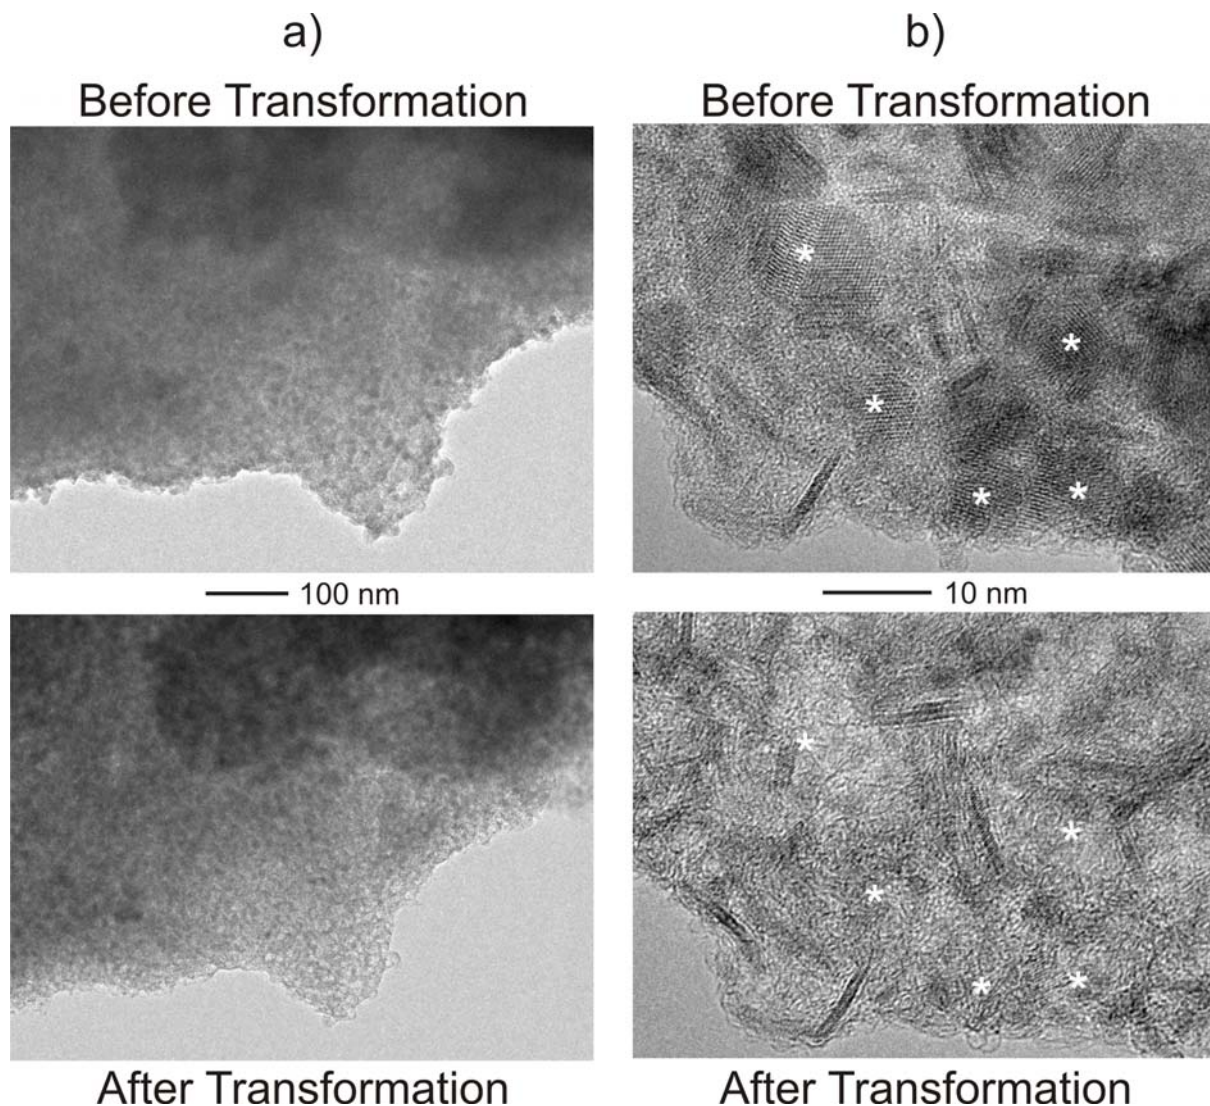 a)
Before Transformation
100 nm
After Transformation
b)
Before Transformation
* * * * *
10 nm
* * * * *
After Transformation